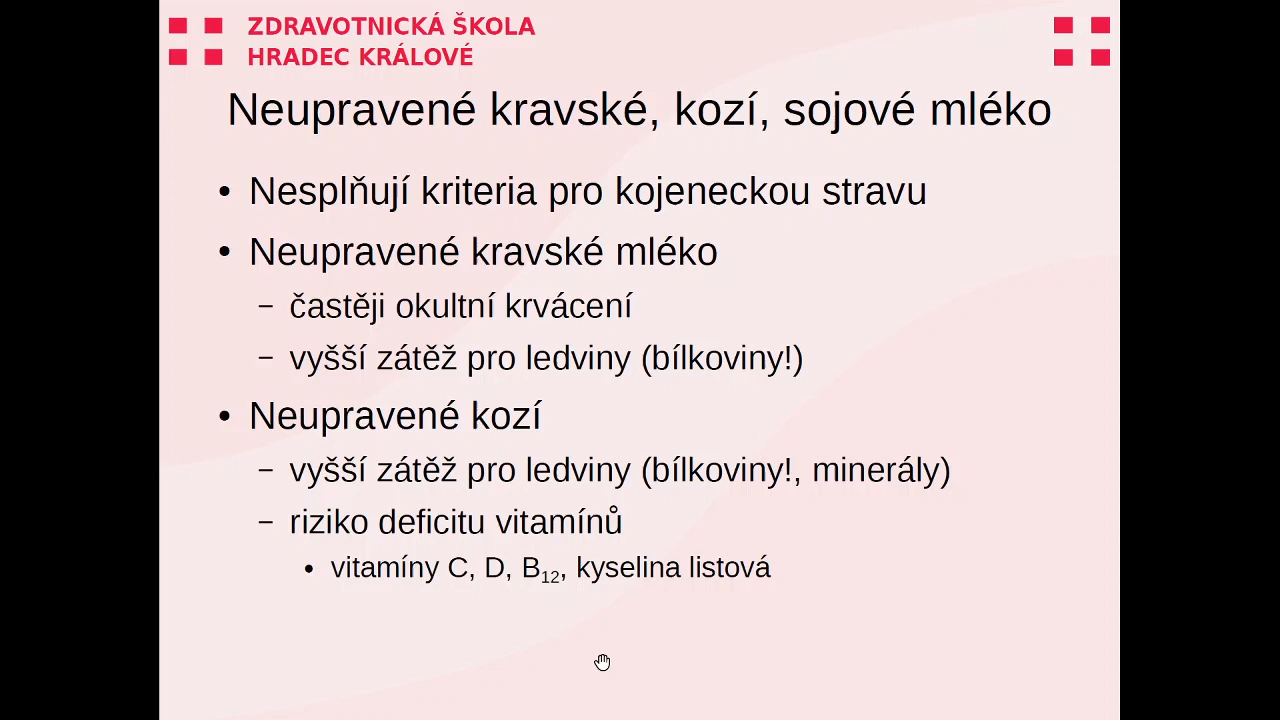 ZDRAVOTNICKÁ ŠKOLA
HRADEC KRÁLOVÉ
Neupravené kravské, kozí, sojové mléko
• Nesplňují kriteria pro kojeneckou stravu
• Neupravené kravské mléko
– častěji okultní krvácení
– vyšší zátěž pro ledviny (bílkoviny!)
• Neupravené kozí
– vyšší zátěž pro ledviny (bílkoviny!, minerály)
– riziko deficitu vitamínů
• vitamíny C, D, B12, kyselina listová